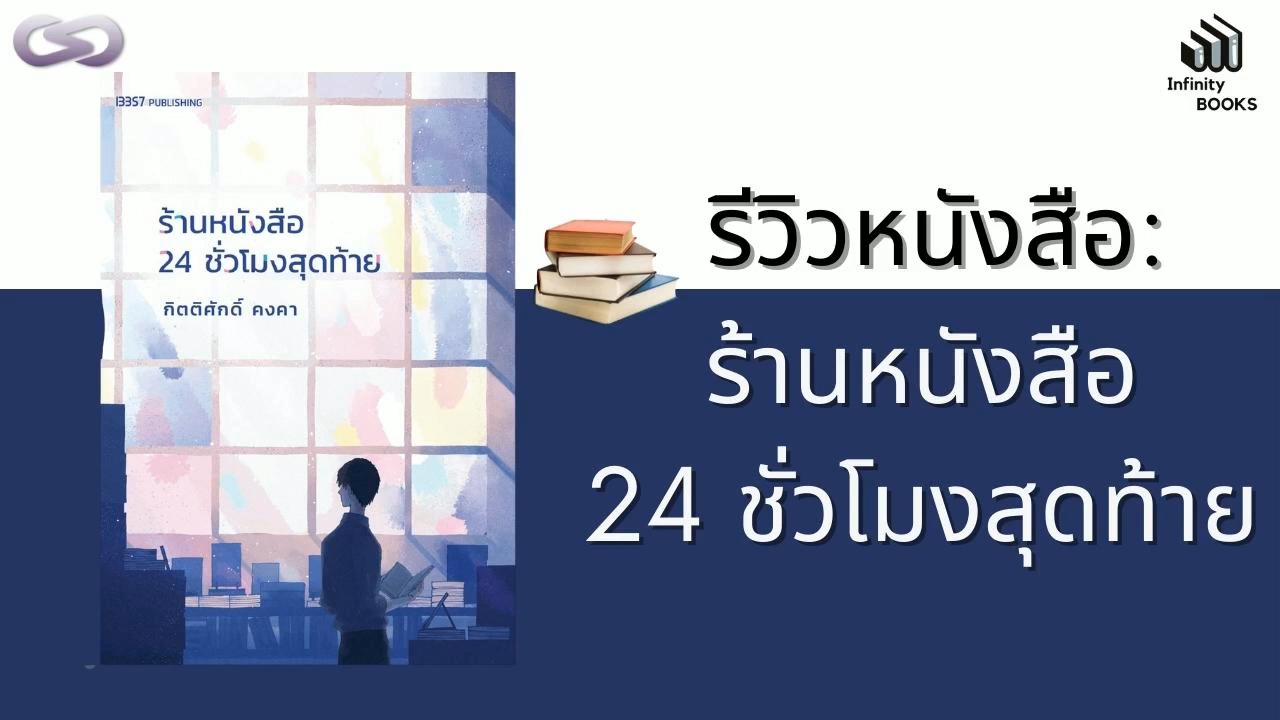 Infinity
BOOKS
13357 PUBLISHING
ร้านหนังสือ
24 ชั่วโมงสุดท้าย
กิตติศักดิ์ คงคา
รีวิวหนังสือ:
ร้านหนังสือ
24 ชั่วโมงสุดท้าย